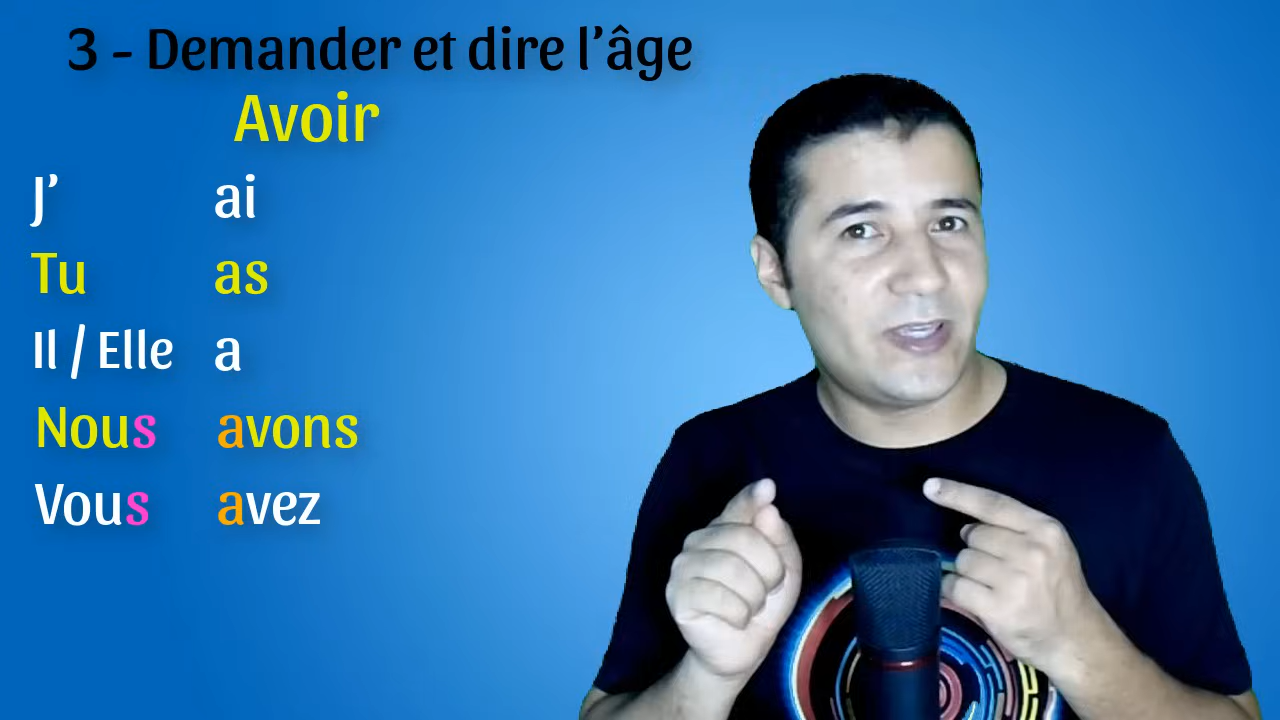 3 - Demander et dire l’âge
Avoir
J’ ai
Tu as
Il / Elle a
Nous avons
Vous avez